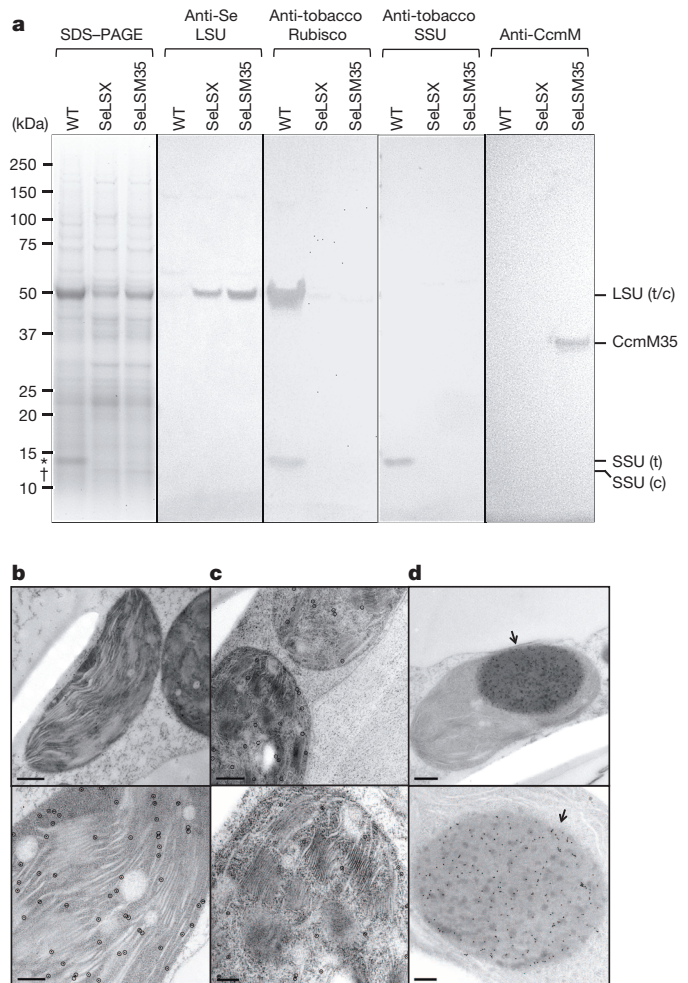 a
SDS–PAGE
Anti-Se
LSU
Anti-tobacco
Rubisco
Anti-tobacco
SSU
Anti-CcmM
(kDa)
WT
SeLSX
SeLSM35
WT
SeLSX
SeLSM35
WT
SeLSX
SeLSM35
WT
SeLSX
SeLSM35
WT
SeLSX
SeLSM35
250
150
100
75
50
37
25
20
15
*
†
10
LSU (t/c)
CcmM35
SSU (t)
SSU (c)
b
c
d